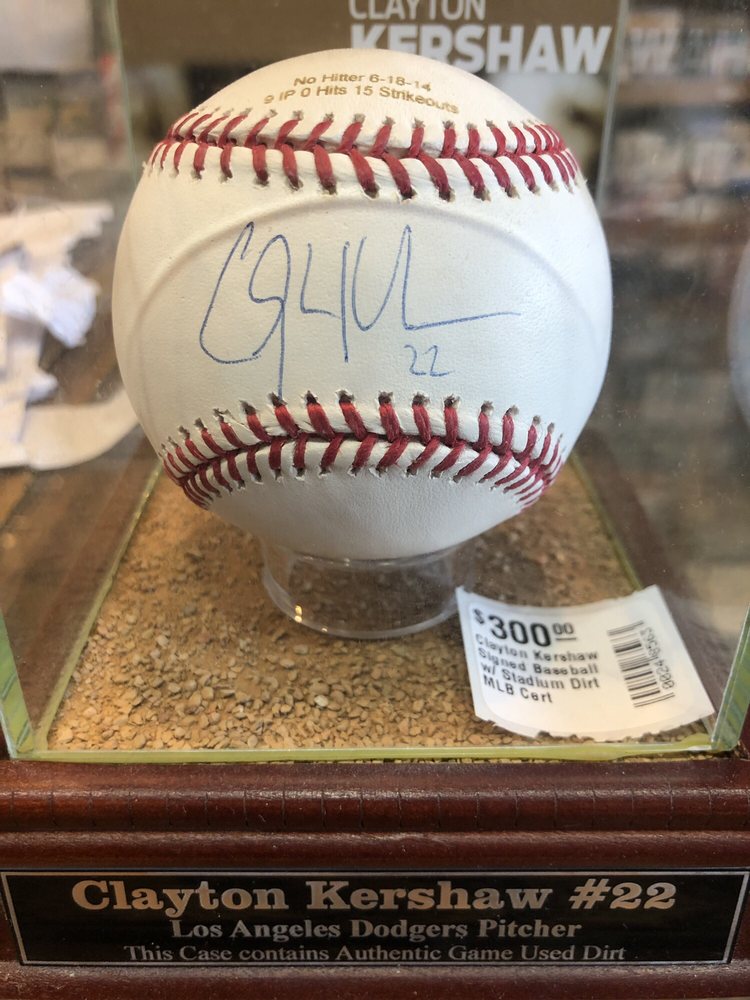 CLAYTON
KERSHAW
No Hitter 6-18-14
9 IP 0 Hits 15 Strikeouts
22
$300.00
Clayton Kershaw
Signed Baseball
w/ Stadium Dirt
MLB Cert
Clayton Kershaw #22
Los Angeles Dodgers Pitcher
This Case contains Authentic Game Used Dirt